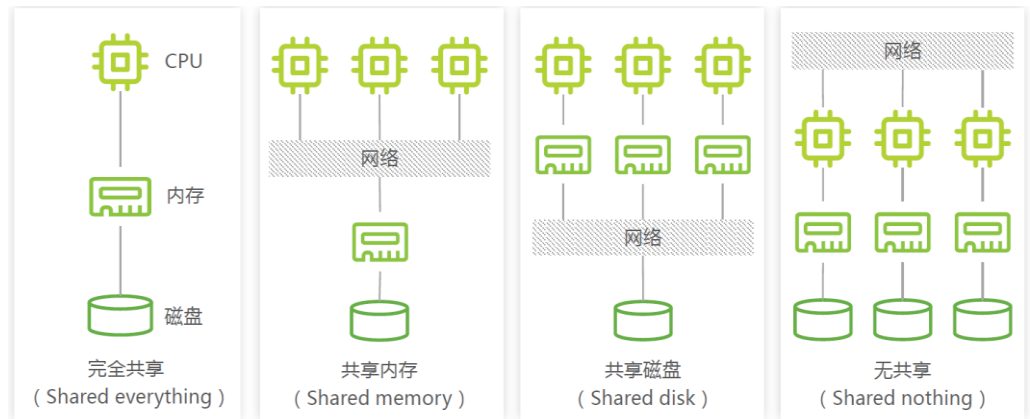 CPU
内存
磁盘
完全共享
（Shared everything）
网络
共享内存
（Shared memory）
网络
共享磁盘
（Shared disk）
网络
无共享
（Shared nothing）